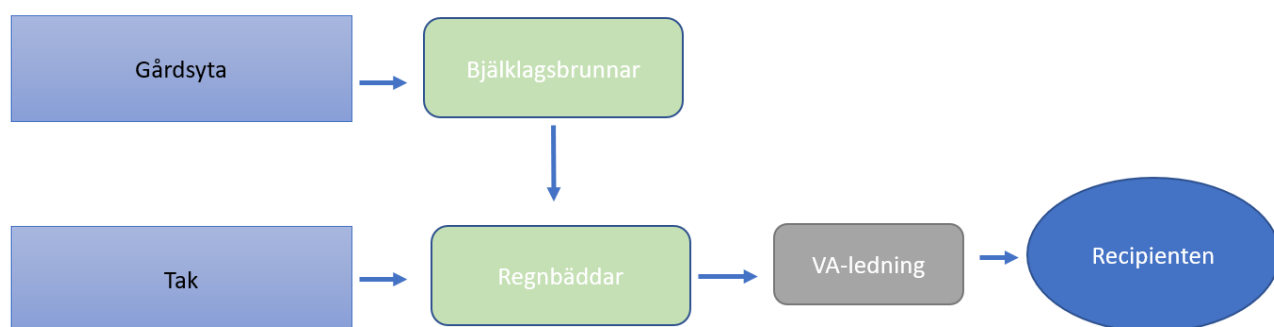 Gårdsyta
Bjälklagsbrunnar
Tak
Regnbäddar
VA-ledning
Recipienten